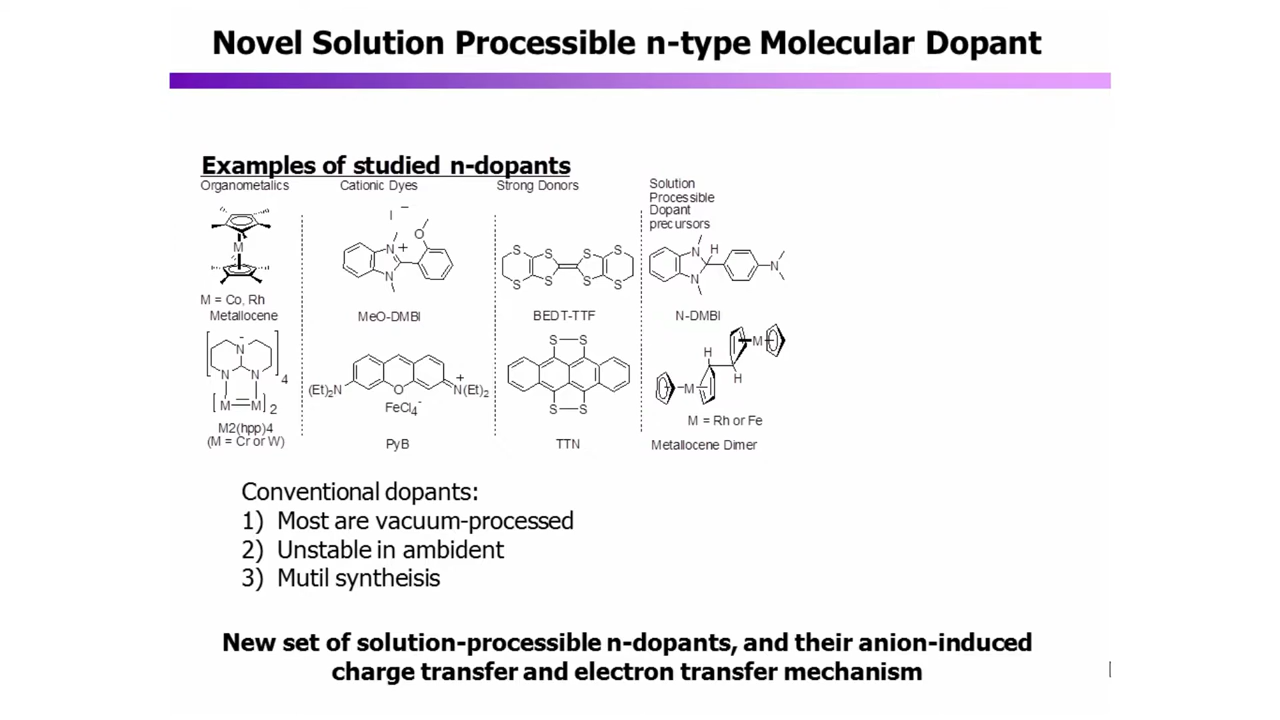 Novel Solution Processible n-type Molecular Dopant
Examples of studied n-dopants
Organometalics
Cationic Dyes
Strong Donors
Solution
Processible
Dopant
precursors
M
M = Co, Rh
Metallocene
I −
N +
O
N
MeO-DMBI
S S S S
S S S S
BEDT-TTF
N H
N
N
N-DMBI
-
N
N N
4
[ M M ] 2
M2(hpp)4
(M = Cr or W)
(Et)2N O + N(Et)2
FeCl4-
PyB
S S
S S
TTN
M
H
H
M
M = Rh or Fe
Metallocene Dimer
Conventional dopants:
1) Most are vacuum-processed
2) Unstable in ambident
3) Mutil syntheisis
New set of solution-processible n-dopants, and their anion-induced
charge transfer and electron transfer mechanism